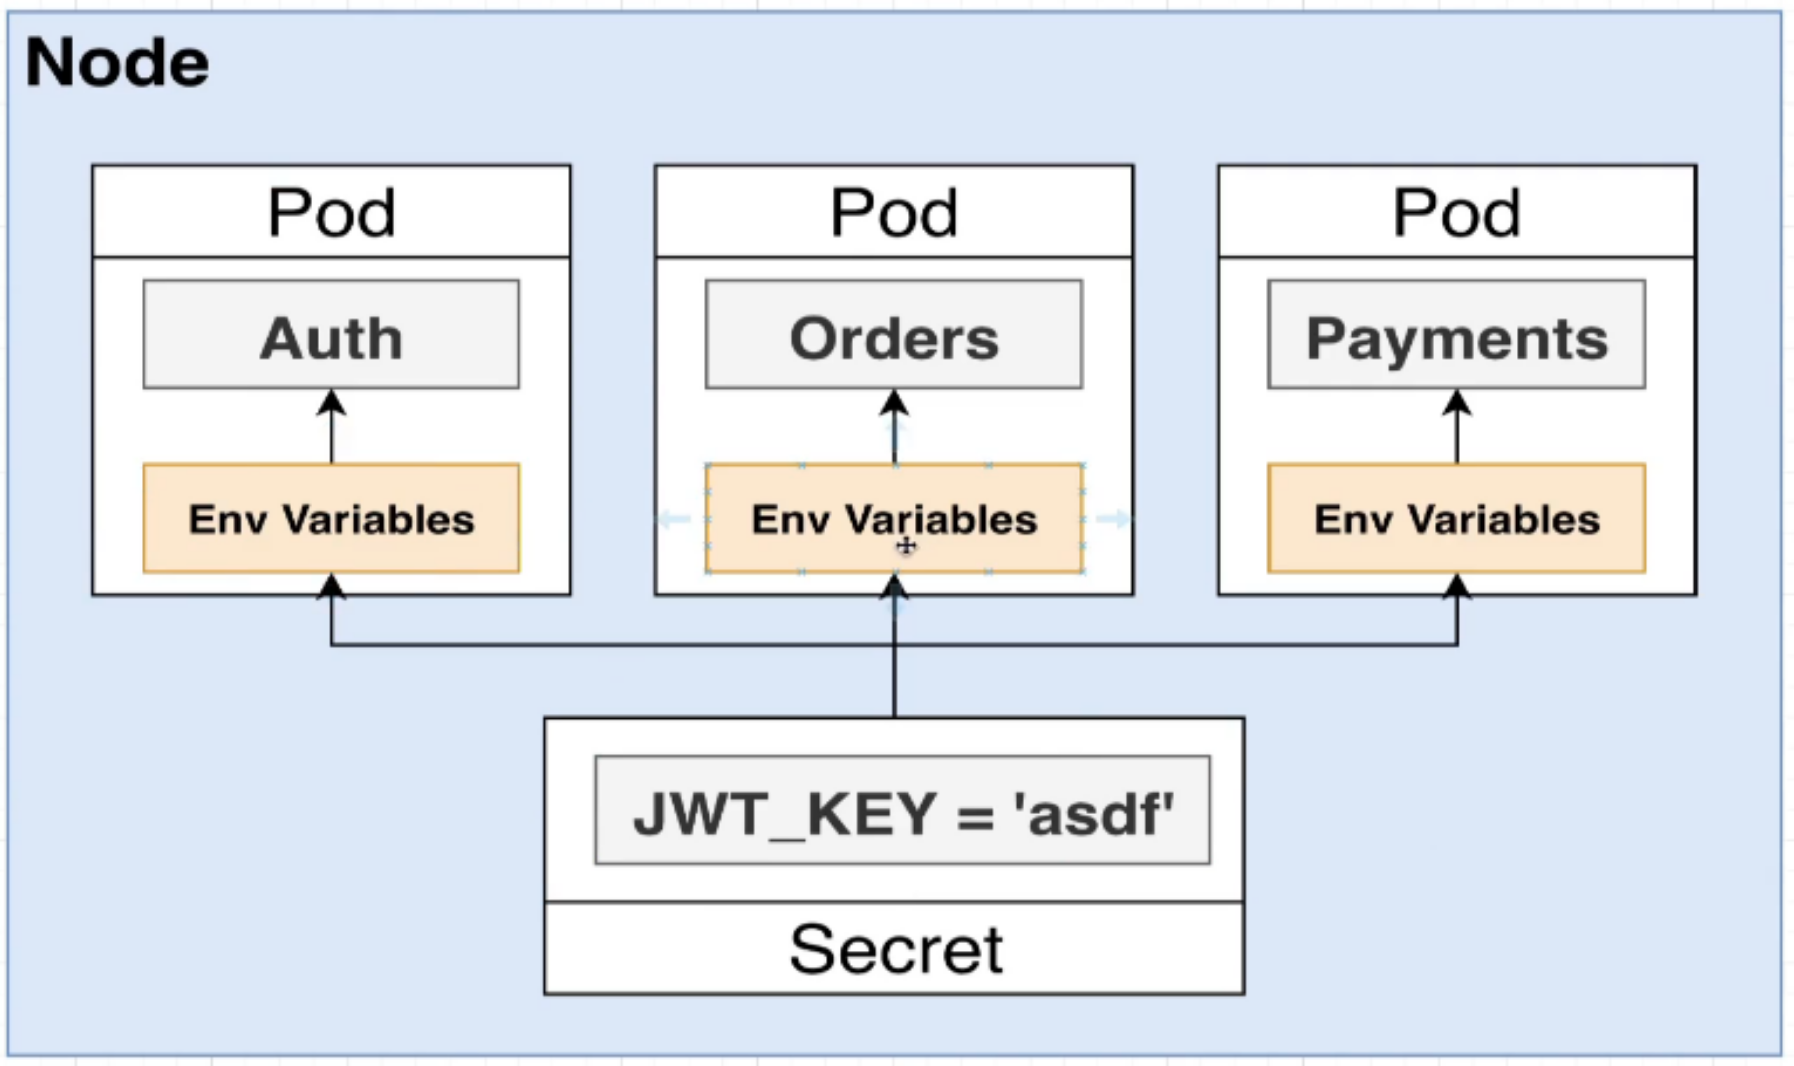 Node
Pod
Auth
Env Variables
Pod
Orders
Env Variables
Pod
Payments
Env Variables
JWT_KEY = 'asdf'
Secret